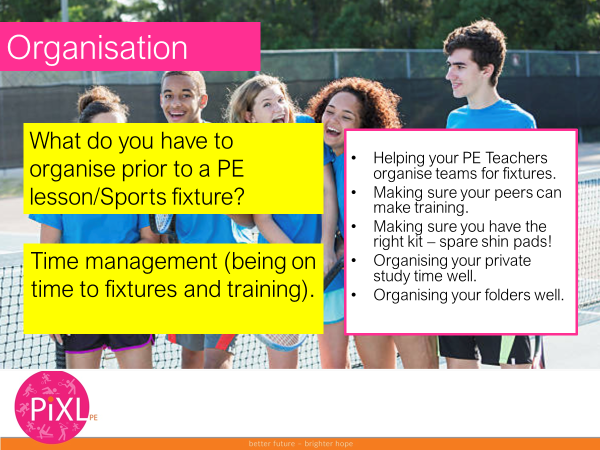 Organisation
What do you have to
organise prior to a PE
lesson/Sports fixture?
Time management (being on
time to fixtures and training).
• Helping your PE Teachers
organise teams for fixtures.
• Making sure your peers can
make training.
• Making sure you have the
right kit – spare shin pads!
• Organising your private
study time well.
• Organising your folders well.
PiXL
PE
better future – brighter hope